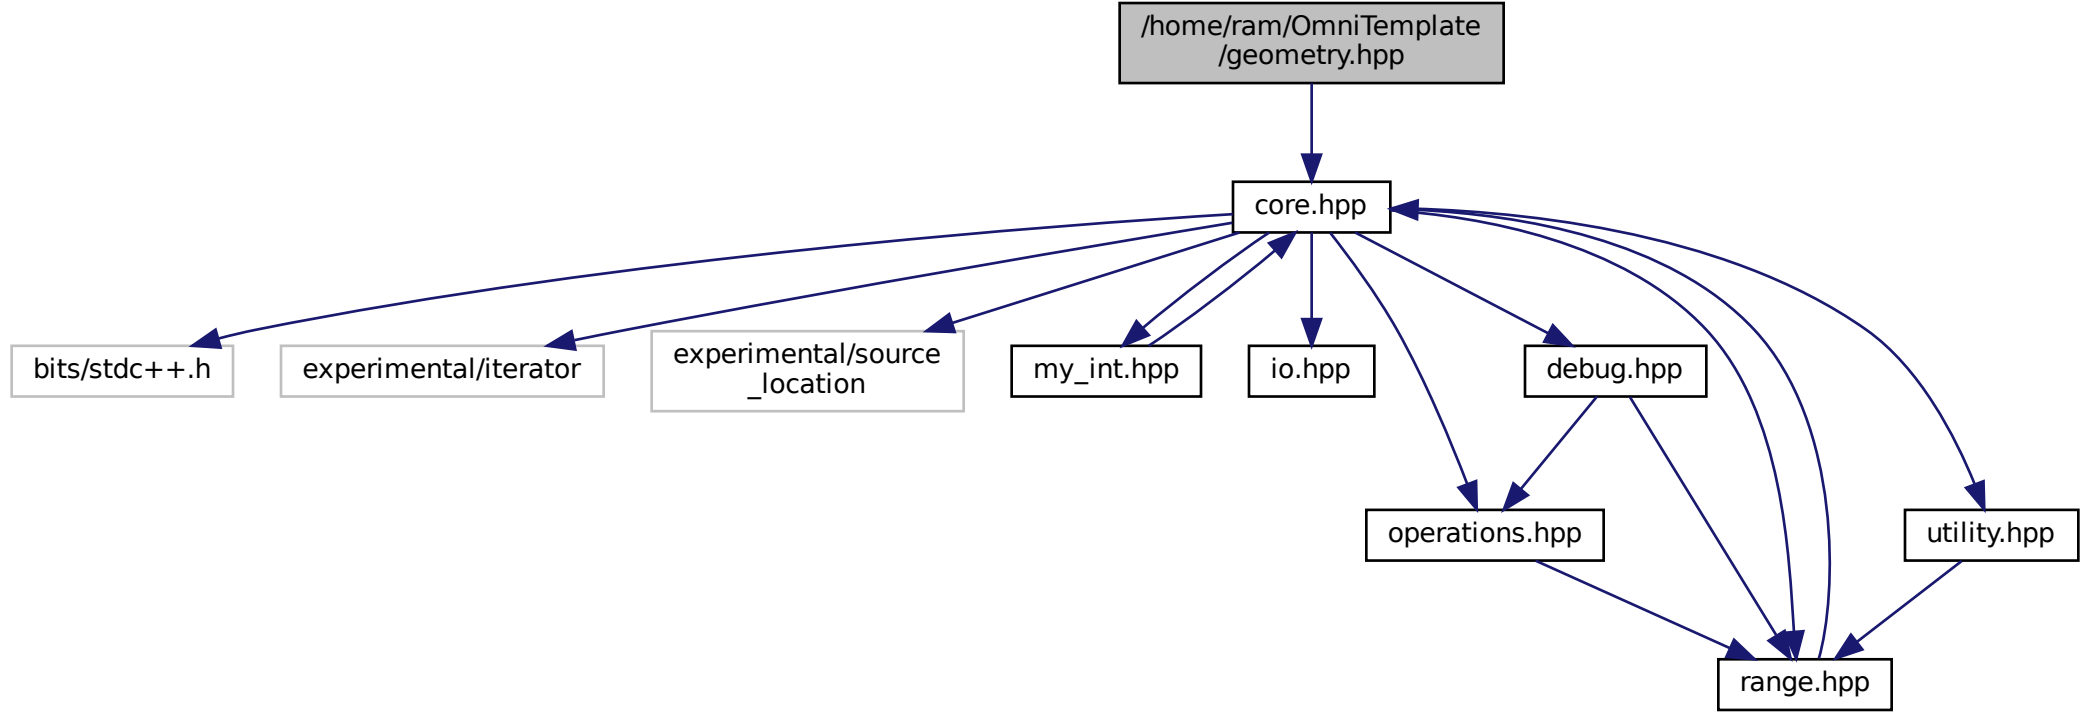 /home/ram/OmniTemplate
/geometry.hpp
core.hpp
bits/stdc++.h
experimental/iterator
experimental/source
_location
my_int.hpp
io.hpp
debug.hpp
operations.hpp
utility.hpp
range.hpp